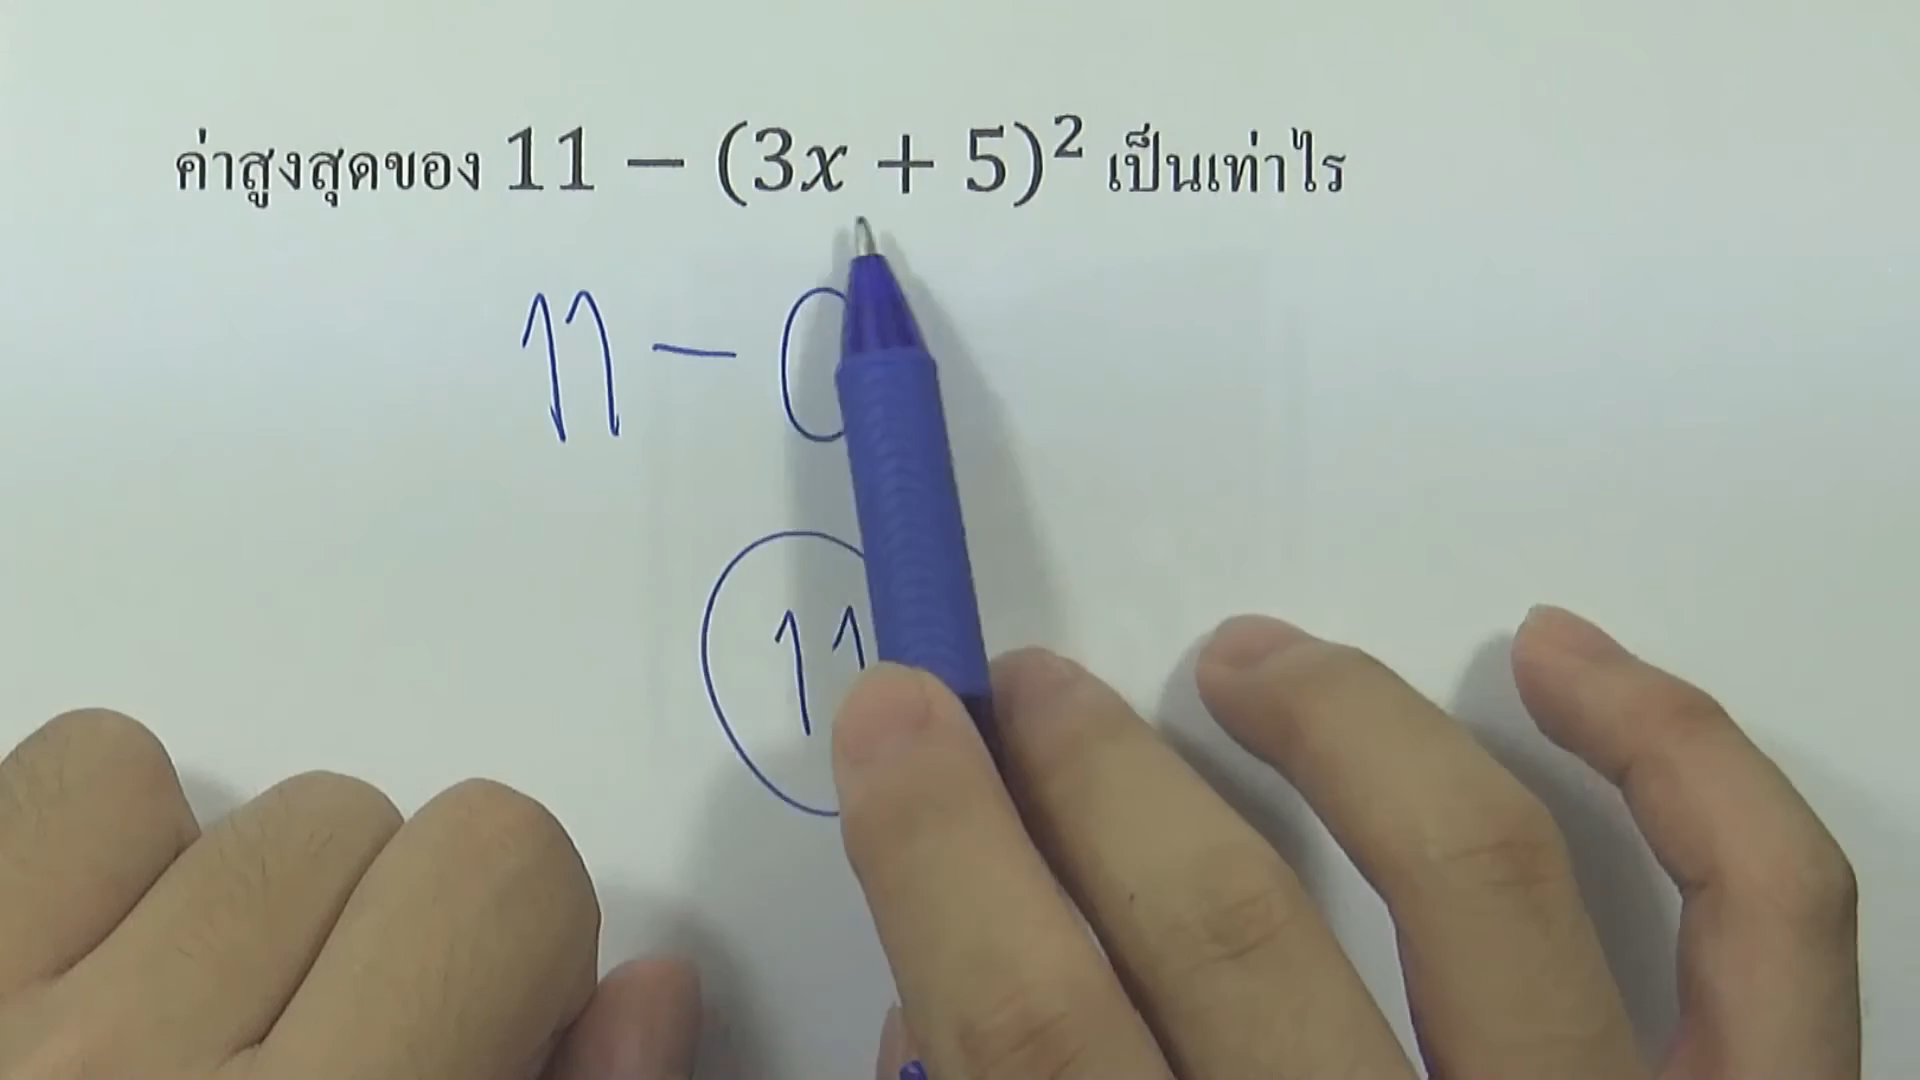 ค่าสูงสุดของ 11 − (3x + 5)² เป็นเท่าไร
11 − 0
11